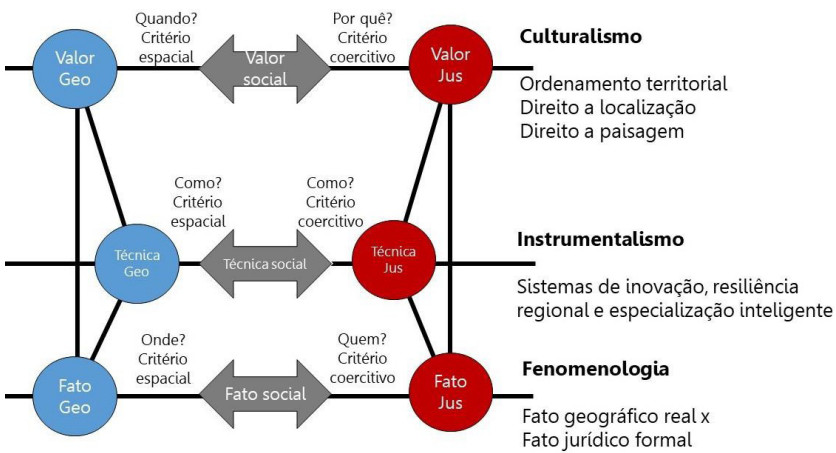 Quando?
Critério
espacial
Por quê?
Critério
coercitivo
Valor
Geo
Valor
social
Valor
Jus
Culturalismo
Ordenamento territorial
Direito a localização
Direito a paisagem
Como?
Critério
espacial
Como?
Critério
coercitivo
Técnica
Geo
Técnica social
Técnica
Jus
Instrumentalismo
Sistemas de inovação, resiliência
regional e especialização inteligente
Onde?
Critério
espacial
Quem?
Critério
coercitivo
Fato
Geo
Fato social
Fato
Jus
Fenomenologia
Fato geográfico real x
Fato jurídico formal